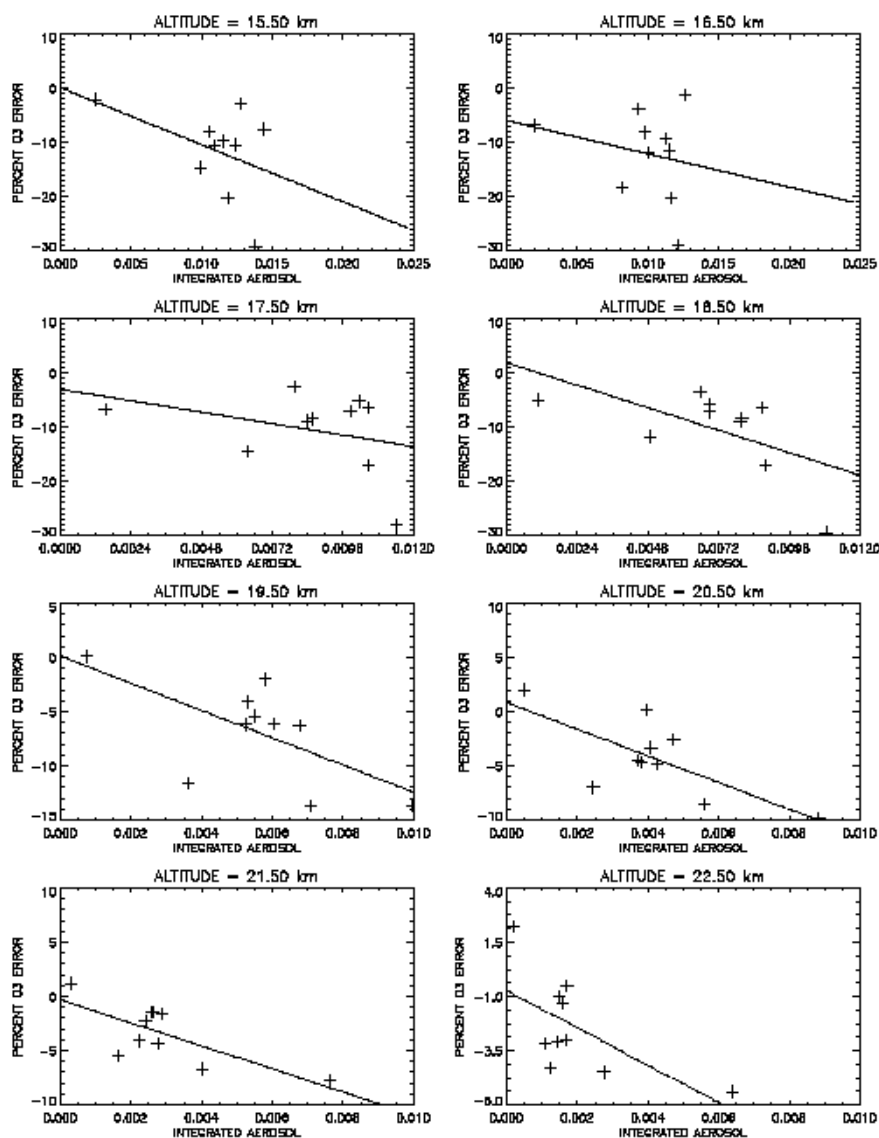 ALTITUDE = 15.50 km
PERCENT O3 ERROR
10
0
-10
-20
-30
0.000 0.005 0.010 0.015 0.020 0.025
INTEGRATED AEROSOL
ALTITUDE = 16.50 km
PERCENT O3 ERROR
10
0
-10
-20
-30
0.000 0.005 0.010 0.015 0.020 0.025
INTEGRATED AEROSOL
ALTITUDE = 17.50 km
PERCENT O3 ERROR
10
0
-10
-20
-30
0.0000 0.0024 0.0048 0.0072 0.0096 0.0120
INTEGRATED AEROSOL
ALTITUDE = 18.50 km
PERCENT O3 ERROR
10
0
-10
-20
-30
0.0000 0.0024 0.0048 0.0072 0.0096 0.0120
INTEGRATED AEROSOL
ALTITUDE – 19.50 km
PERCENT O3 ERROR
5
0
-5
-10
-15
0.000 0.002 0.004 0.006 0.008 0.010
INTEGRATED AEROSOL
ALTITUDE – 20.50 km
PERCENT O3 ERROR
10
5
0
-5
-10
0.000 0.002 0.004 0.006 0.008 0.010
INTEGRATED AEROSOL
ALTITUDE – 21.50 km
PERCENT O3 ERROR
10
5
0
-5
-10
0.000 0.002 0.004 0.006 0.008 0.010
INTEGRATED AEROSOL
ALTITUDE – 22.50 km
PERCENT O3 ERROR
4.0
1.5
-1.0
-3.5
-6.0
0.000 0.002 0.004 0.006 0.008 0.010
INTEGRATED AEROSOL